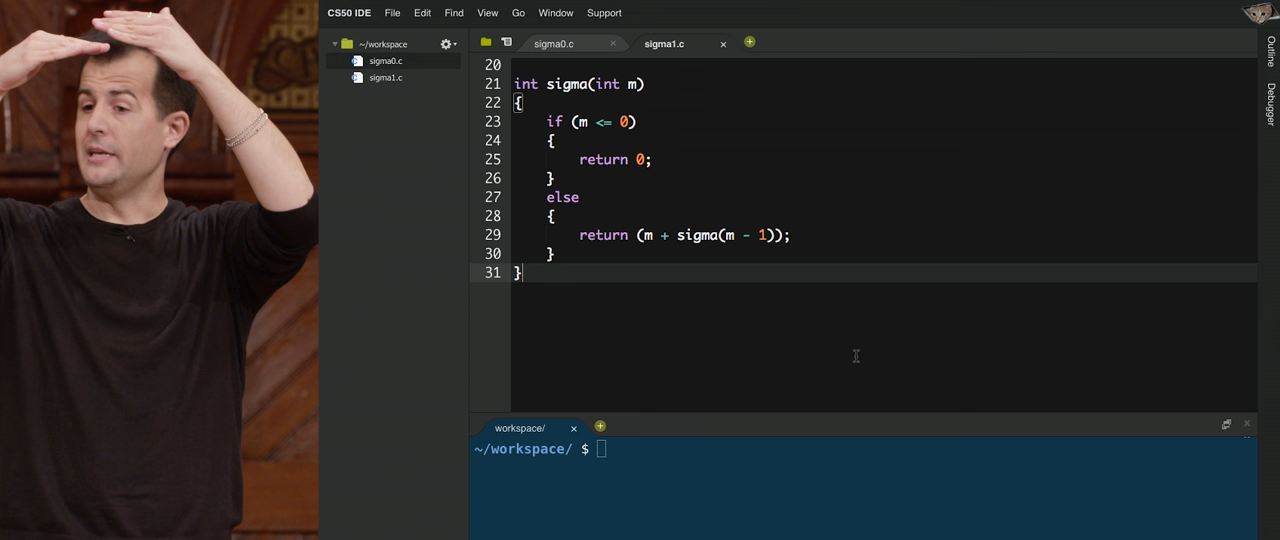 CS50 IDE File Edit Find View Go Window Support
~/workspace
sigma0.c
sigma1.c
sigma0.c × sigma1.c ×
Outline
Debugger
20
21 int sigma(int m)
22 {
23 if (m <= 0)
24 {
25 return 0;
26 }
27 else
28 {
29 return (m + sigma(m - 1));
30 }
31 }
workspace/ ×
~/workspace/ $